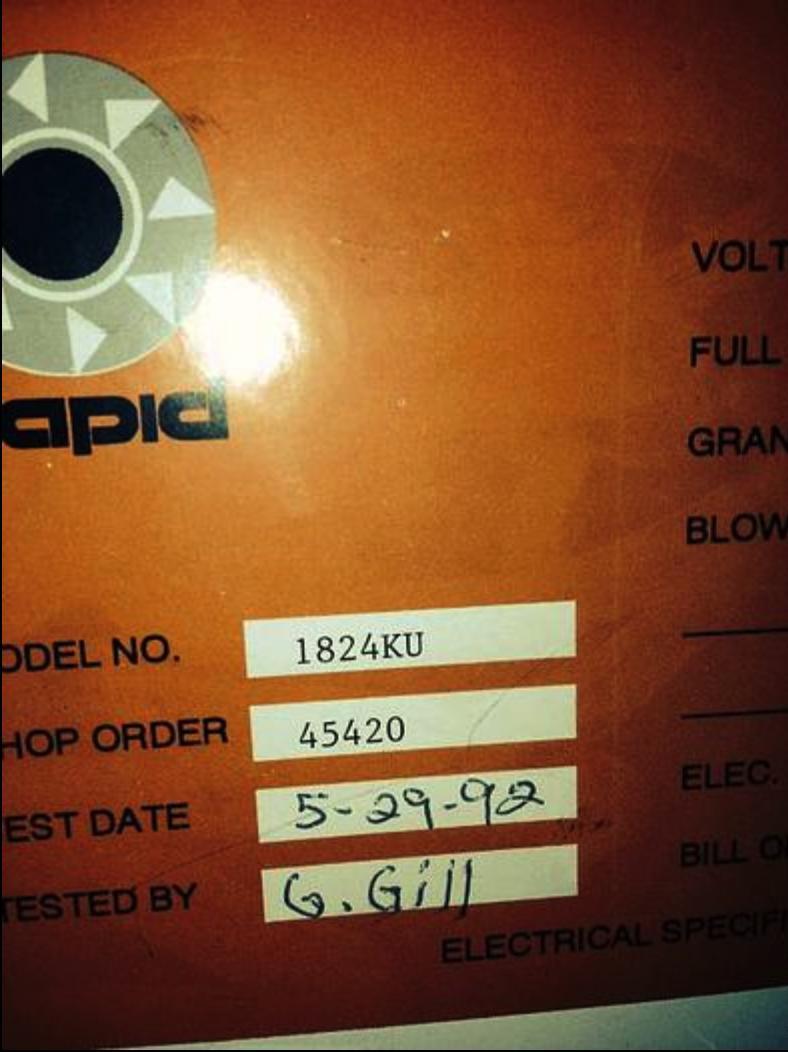 apid
VOLT
FULL
GRAN
BLOW
ODEL NO. 1824KU
HOP ORDER 45420
EST DATE 5-29-92
TESTED BY G.Gill
ELEC.
BILL O
ELECTRICAL SPECIF